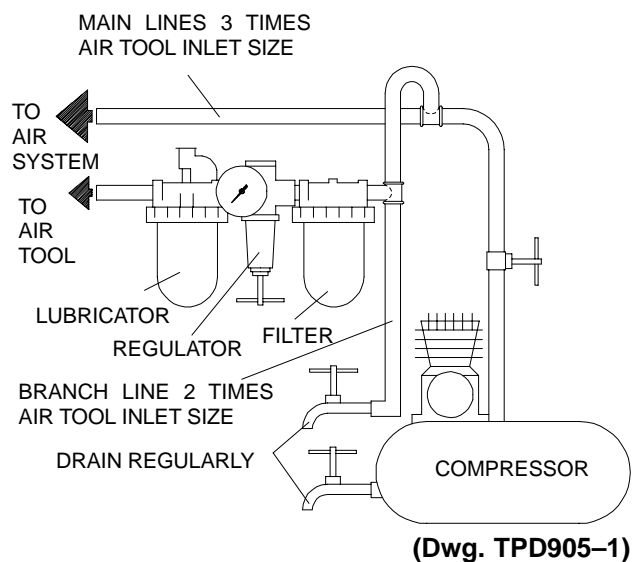 MAIN LINES 3 TIMES
AIR TOOL INLET SIZE
TO
AIR
SYSTEM
TO
AIR
TOOL
LUBRICATOR
REGULATOR
FILTER
BRANCH LINE 2 TIMES
AIR TOOL INLET SIZE
DRAIN REGULARLY
COMPRESSOR
(Dwg. TPD905–1)